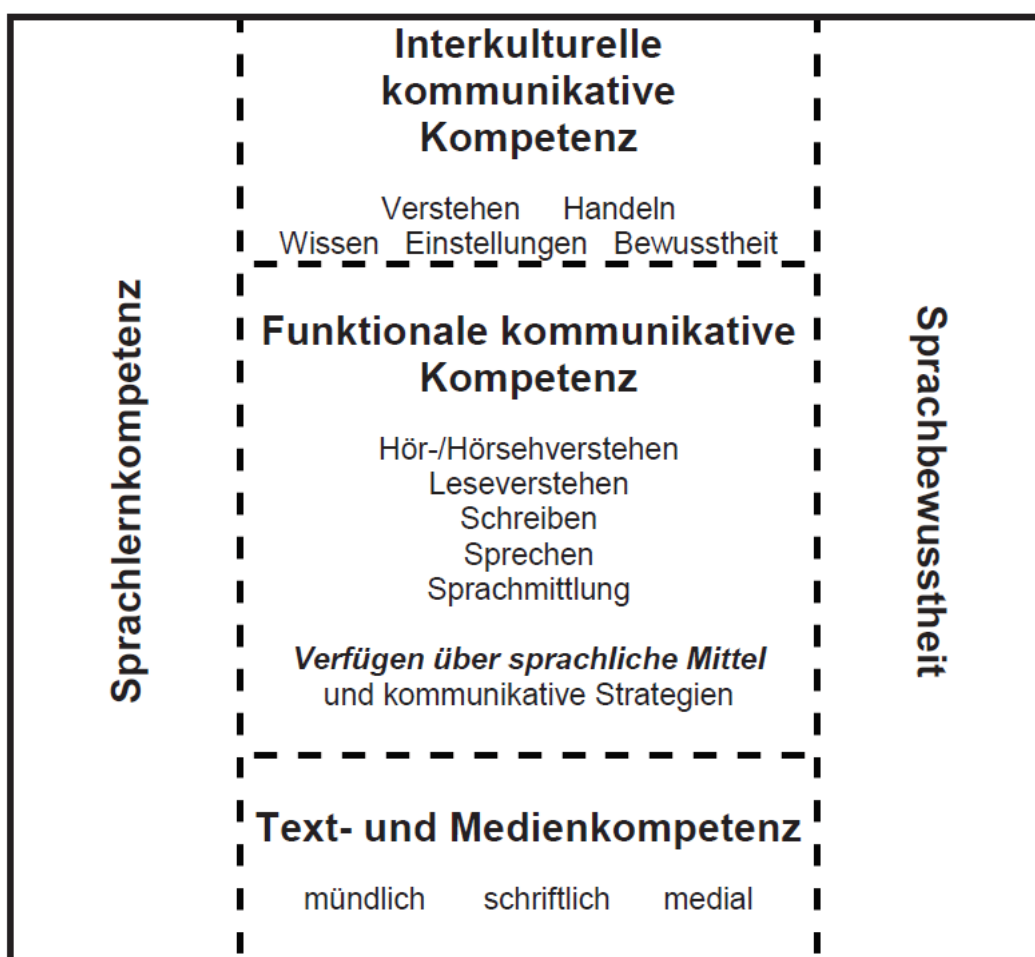 Interkulturelle
kommunikative
Kompetenz
Verstehen Handeln
Wissen Einstellungen Bewusstheit
Sprachlernkompetenz
Funktionale kommunikative
Kompetenz
Hör-/Hörsehverstehen
Leseverstehen
Schreiben
Sprechen
Sprachmittlung
Verfügen über sprachliche Mittel
und kommunikative Strategien
Sprachbewusstheit
Text- und Medienkompetenz
mündlich schriftlich medial